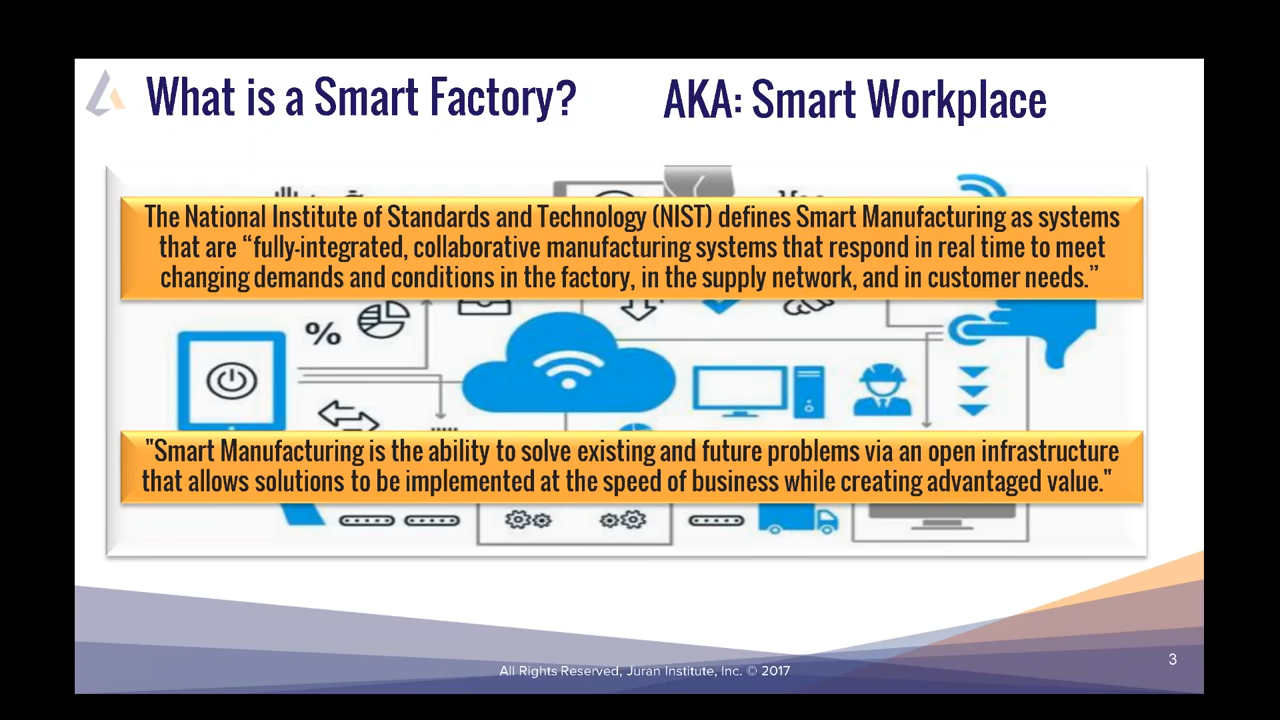 What is a Smart Factory? AKA: Smart Workplace
The National Institute of Standards and Technology (NIST) defines Smart Manufacturing as systems
that are “fully-integrated, collaborative manufacturing systems that respond in real time to meet
changing demands and conditions in the factory, in the supply network, and in customer needs.”
%
"Smart Manufacturing is the ability to solve existing and future problems via an open infrastructure
that allows solutions to be implemented at the speed of business while creating advantaged value."
All Rights Reserved, Juran Institute, Inc. © 2017
3